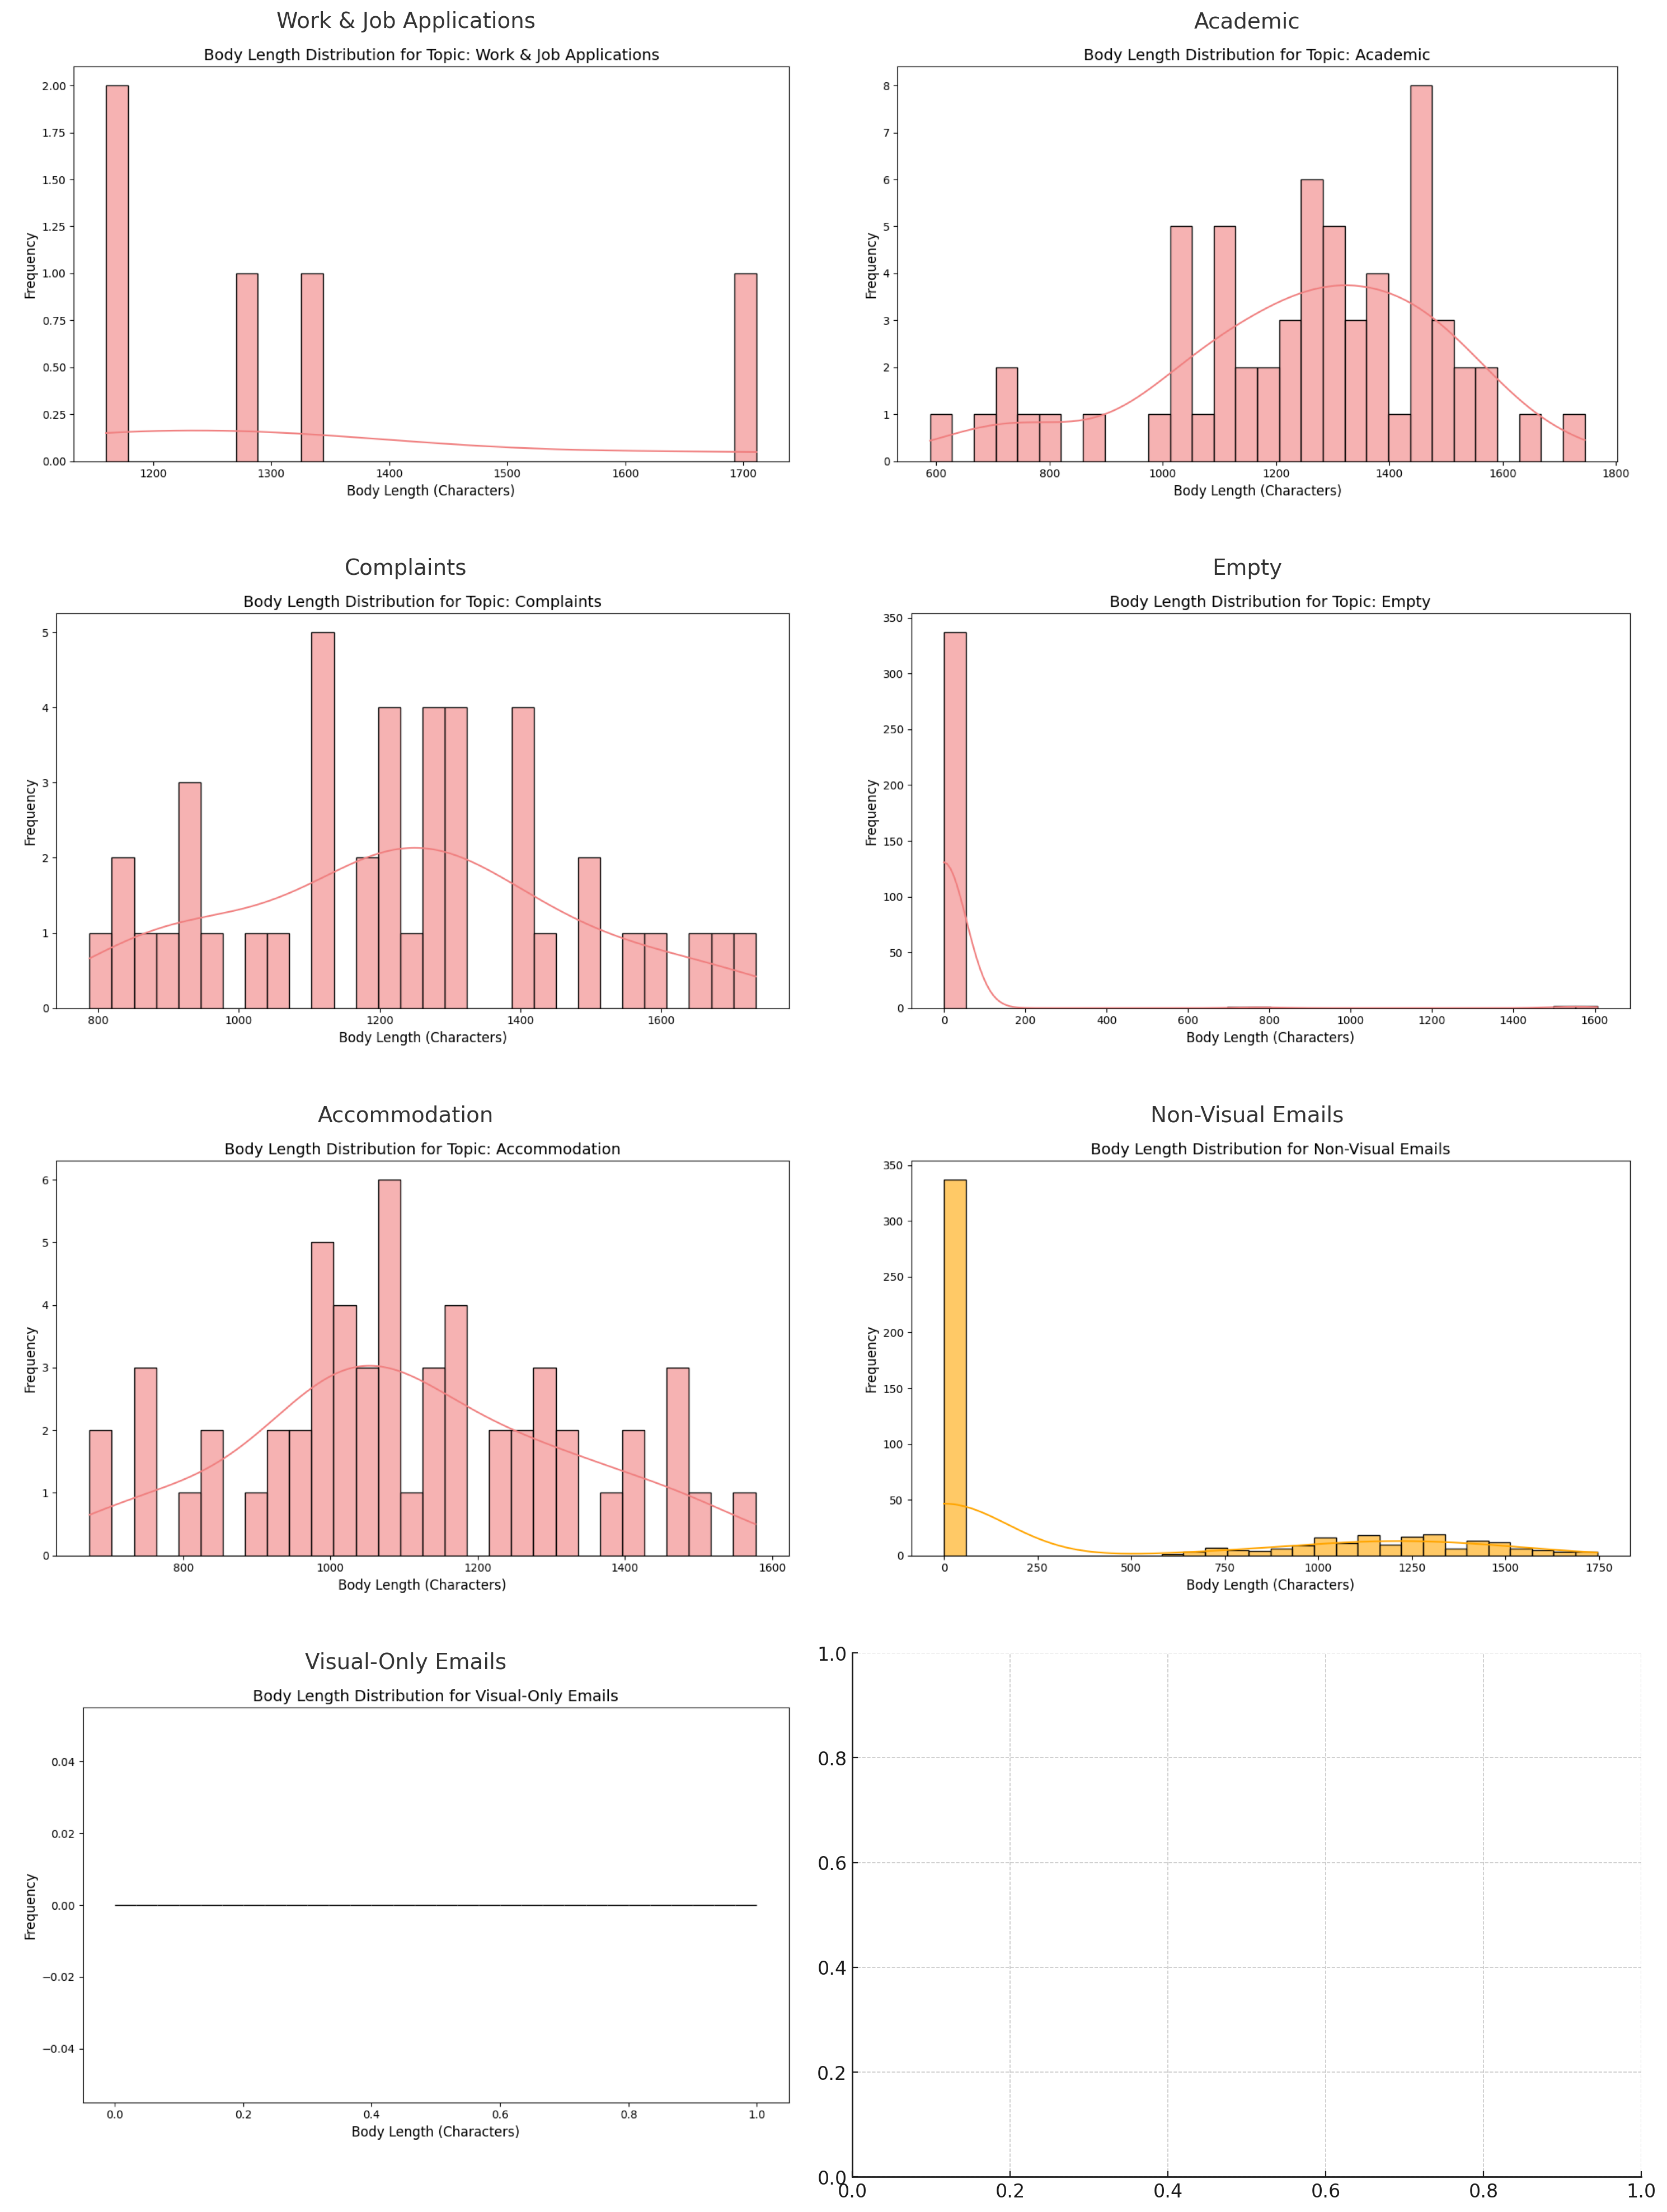 Work & Job Applications
Body Length Distribution for Topic: Work & Job Applications
2.00
1.75
1.50
1.25
1.00
0.75
0.50
0.25
0.00
Frequency
1200 1300 1400 1500 1600 1700
Body Length (Characters)
Academic
Body Length Distribution for Topic: Academic
8
7
6
5
4
3
2
1
0
Frequency
600 800 1000 1200 1400 1600 1800
Body Length (Characters)
Complaints
Body Length Distribution for Topic: Complaints
5
4
3
2
1
0
Frequency
800 1000 1200 1400 1600
Body Length (Characters)
Empty
Body Length Distribution for Topic: Empty
350
300
250
200
150
100
50
0
Frequency
0 200 400 600 800 1000 1200 1400 1600
Body Length (Characters)
Accommodation
Body Length Distribution for Topic: Accommodation
6
5
4
3
2
1
0
Frequency
800 1000 1200 1400 1600
Body Length (Characters)
Non-Visual Emails
Body Length Distribution for Non-Visual Emails
350
300
250
200
150
100
50
0
Frequency
0 250 500 750 1000 1250 1500 1750
Body Length (Characters)
Visual-Only Emails
Body Length Distribution for Visual-Only Emails
0.04
0.02
0.00
−0.02
−0.04
Frequency
0.0 0.2 0.4 0.6 0.8 1.0
Body Length (Characters)
1.0
0.8
0.6
0.4
0.2
0.0
0.0 0.2 0.4 0.6 0.8 1.0